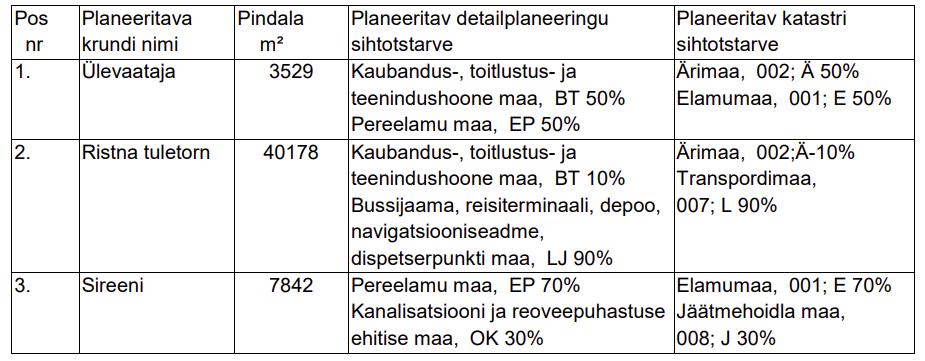 Pos nr
Planeeritava krundi nimi
Pindala m²
Planeeritav detailplaneeringu sihtotstarve
Planeeritav katastri sihtotstarve
1.
Ülevaataja
3529
Kaubandus-, toitlustus- ja
teenindushoone maa, BT 50%
Pereelamu maa, EP 50%
Ärimaa, 002; Ä 50%
Elamumaa, 001; E 50%
2.
Ristna tuletorn
40178
Kaubandus-, toitlustus- ja
teenindushoone maa, BT 10%
Bussijaama, reisiterminaali, depoo,
navigatsiooniseadme,
dispetserpunkti maa, LJ 90%
Ärimaa, 002;Ä-10%
Transpordimaa,
007; L 90%
3.
Sireeni
7842
Pereelamu maa, EP 70%
Kanalisatsiooni ja reoveepuhastuse
ehitise maa, OK 30%
Elamumaa, 001; E 70%
Jäätmehoidla maa,
008; J 30%